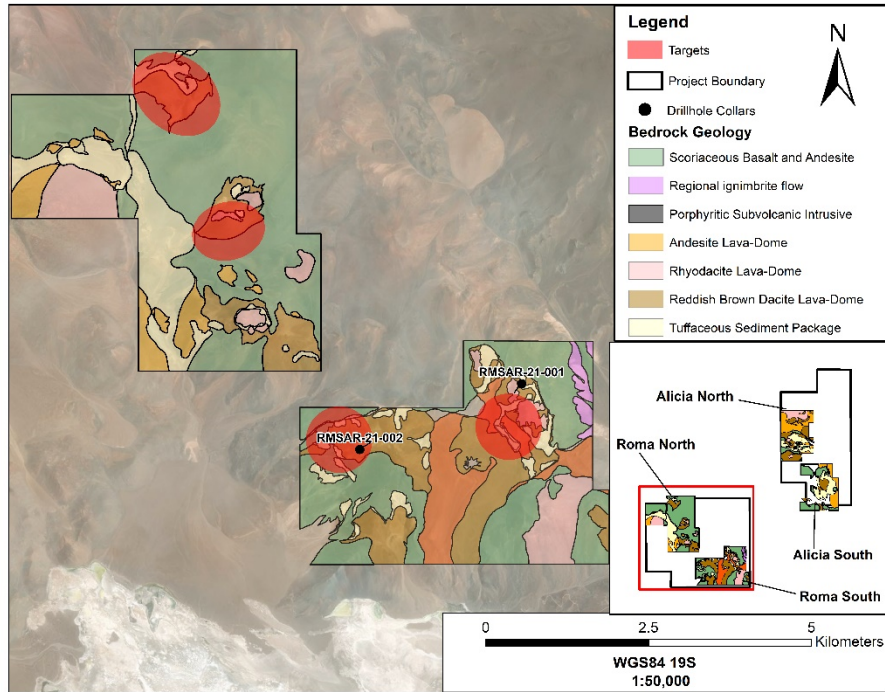 Legend
N
Targets
Project Boundary
Drillhole Collars
Bedrock Geology
Scoriaceous Basalt and Andesite
Regional ignimbrite flow
Porphyritic Subvolcanic Intrusive
Andesite Lava-Dome
Rhyodacite Lava-Dome
Reddish Brown Dacite Lava-Dome
Tuffaceous Sediment Package
RMSAR-21-001
RMSAR-21-002
Alicia North
Roma North
Alicia South
Roma South
0 2.5 5
Kilometers
WGS84 19S
1:50,000